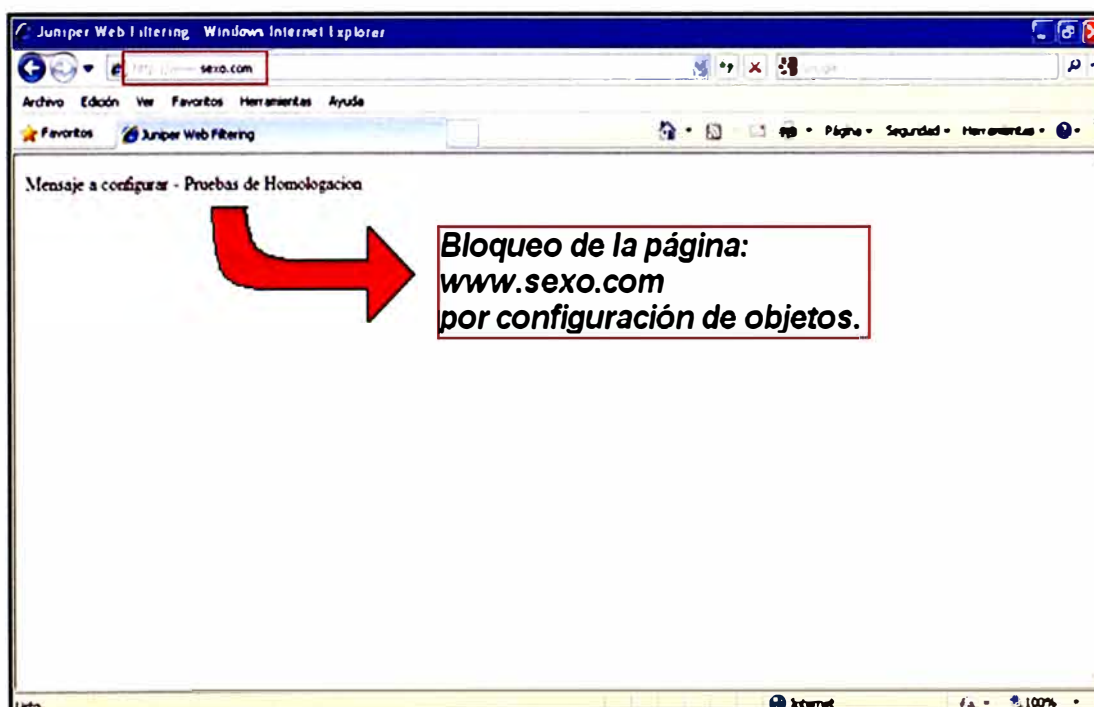 Juniper Web Filtering Windows Internet Explorer
sexo.com
Archivo Edición Ver Favoritos Herramientas Ayuda
Favoritos Juniper Web Filtering Página Seguridad Herramientas
Mensaje a configurar - Pruebas de Homologacion
Bloqueo de la página:
www.sexo.com
por configuración de objetos.
Listo Internet 100%